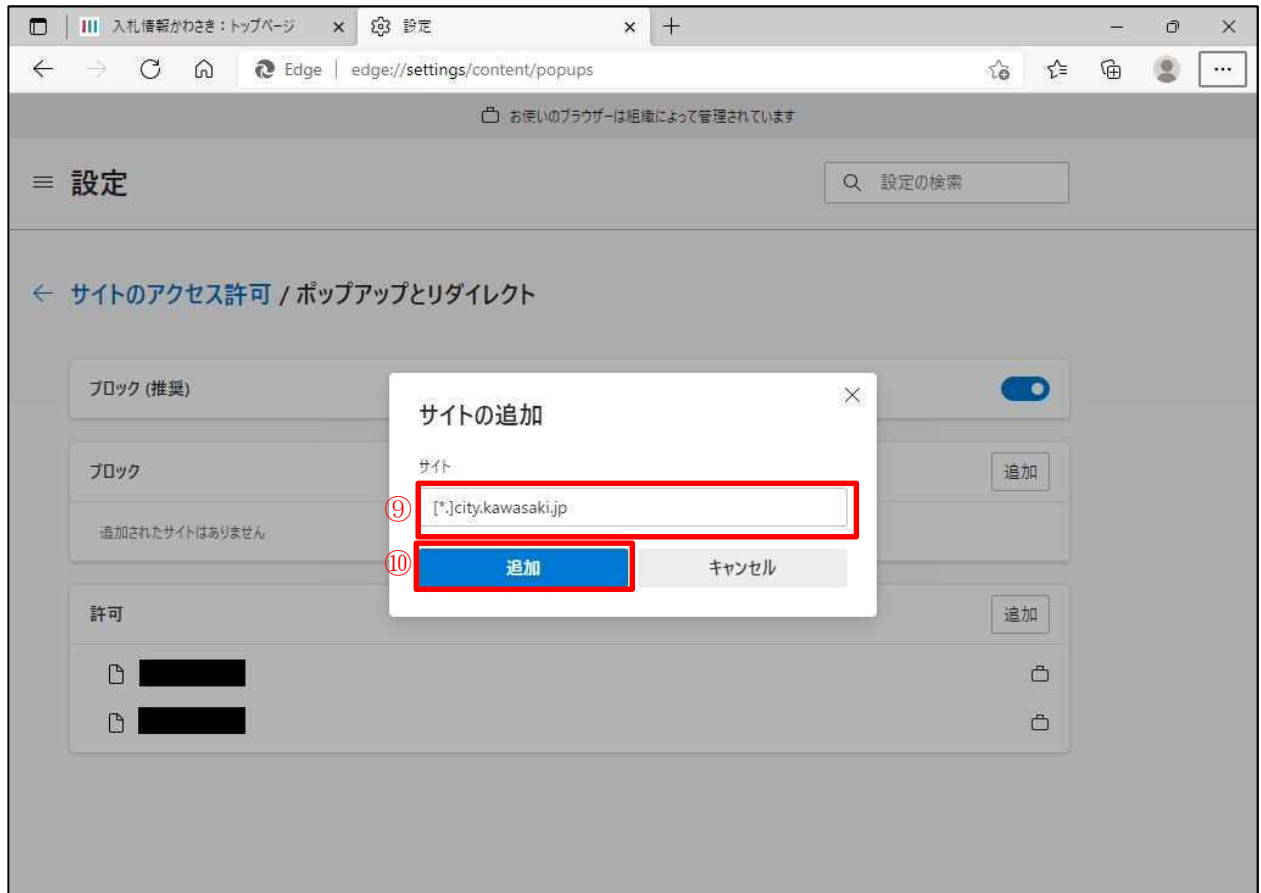 入札情報かわさき：トップページ
設定
Edge
edge://settings/content/popups
お使いのブラウザーは組織によって管理されています
設定
設定の検索
サイトのアクセス許可 / ポップアップとリダイレクト
ブロック (推奨)
サイトの追加
サイト
ブロック
追加
⑨ [*.]city.kawasaki.jp
追加されたサイトはありません
⑩ 追加
キャンセル
許可
追加